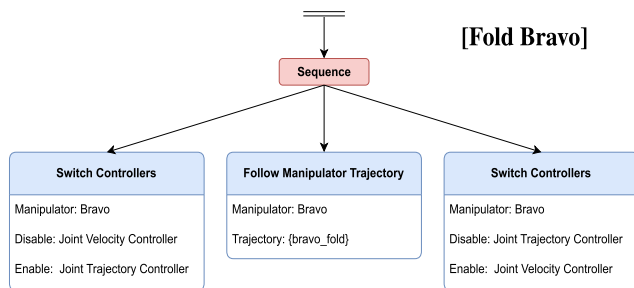 [Fold Bravo]
Sequence
Switch Controllers
Manipulator: Bravo
Disable: Joint Velocity Controller
Enable: Joint Trajectory Controller
Follow Manipulator Trajectory
Manipulator: Bravo
Trajectory: {bravo_fold}
Switch Controllers
Manipulator: Bravo
Disable: Joint Trajectory Controller
Enable: Joint Velocity Controller